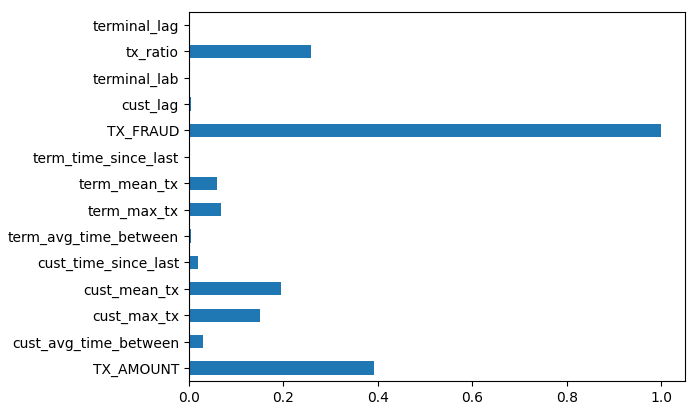 terminal_lag
tx_ratio
terminal_lab
cust_lag
TX_FRAUD
term_time_since_last
term_mean_tx
term_max_tx
term_avg_time_between
cust_time_since_last
cust_mean_tx
cust_max_tx
cust_avg_time_between
TX_AMOUNT
0.0 0.2 0.4 0.6 0.8 1.0